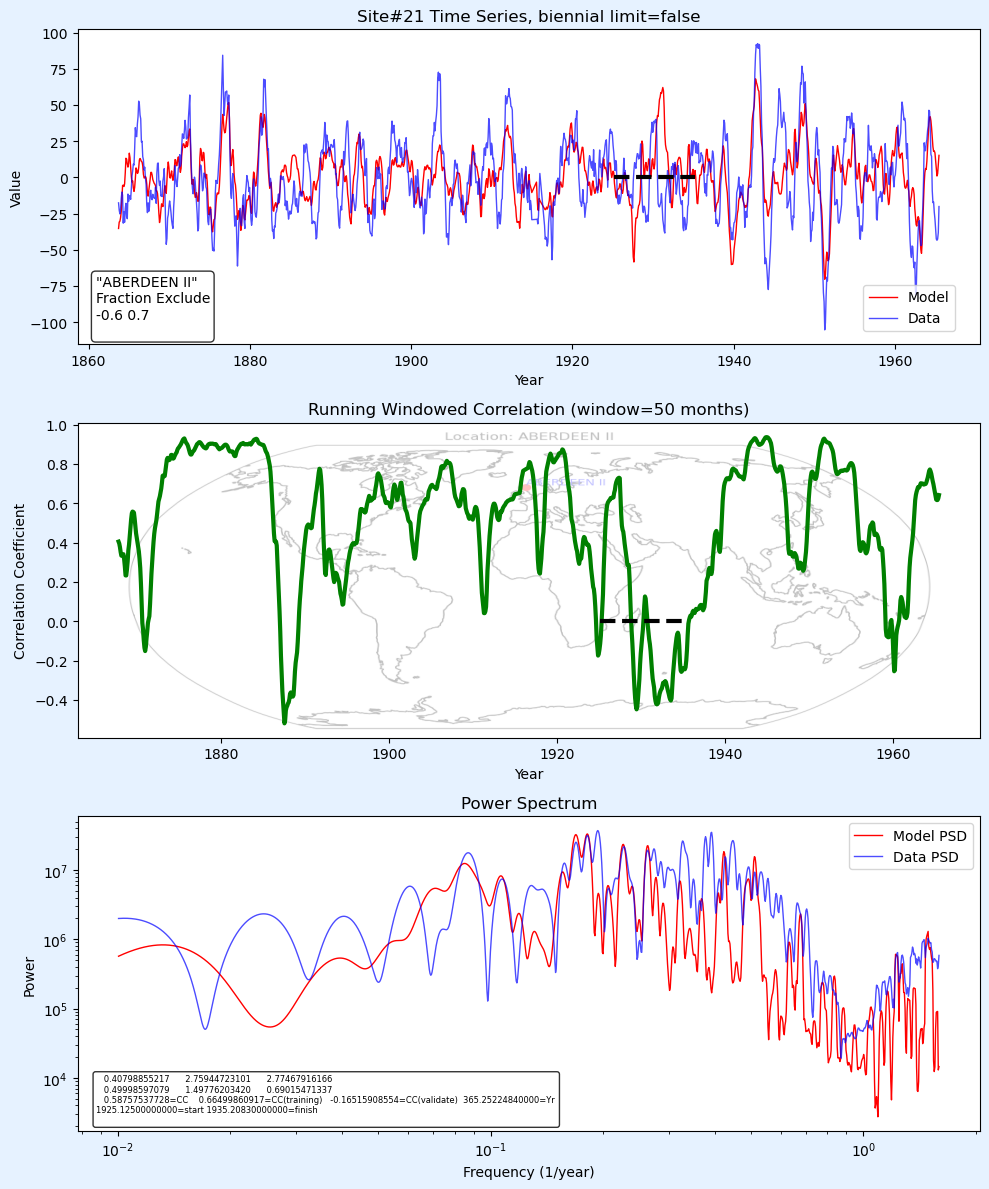 Site#21 Time Series, biennial limit=false
100
75
50
25
0
−25
−50
−75
−100
Value
"ABERDEEN II"
Fraction Exclude
-0.6 0.7
Model
Data
1860
1880
1900
1920
1940
1960
Year
Running Windowed Correlation (window=50 months)
Location: ABERDEEN II
ABERDEEN II
1.0
0.8
0.6
0.4
0.2
0.0
−0.2
−0.4
Correlation Coefficient
1880
1900
1920
1940
1960
Year
Power Spectrum
Model PSD
Data PSD
10^7
10^6
10^5
10^4
Power
0.40798855217 2.75944723101 2.77467916166
0.49998597079 1.49776203420 0.69015471337
0.58757537728=CC 0.66499860917=CC(training) -0.16515908554=CC(validate) 365.25224840000=Yr
1925.12500000000=start 1935.20830000000=finish
10^−2
10^−1
10^0
Frequency (1/year)